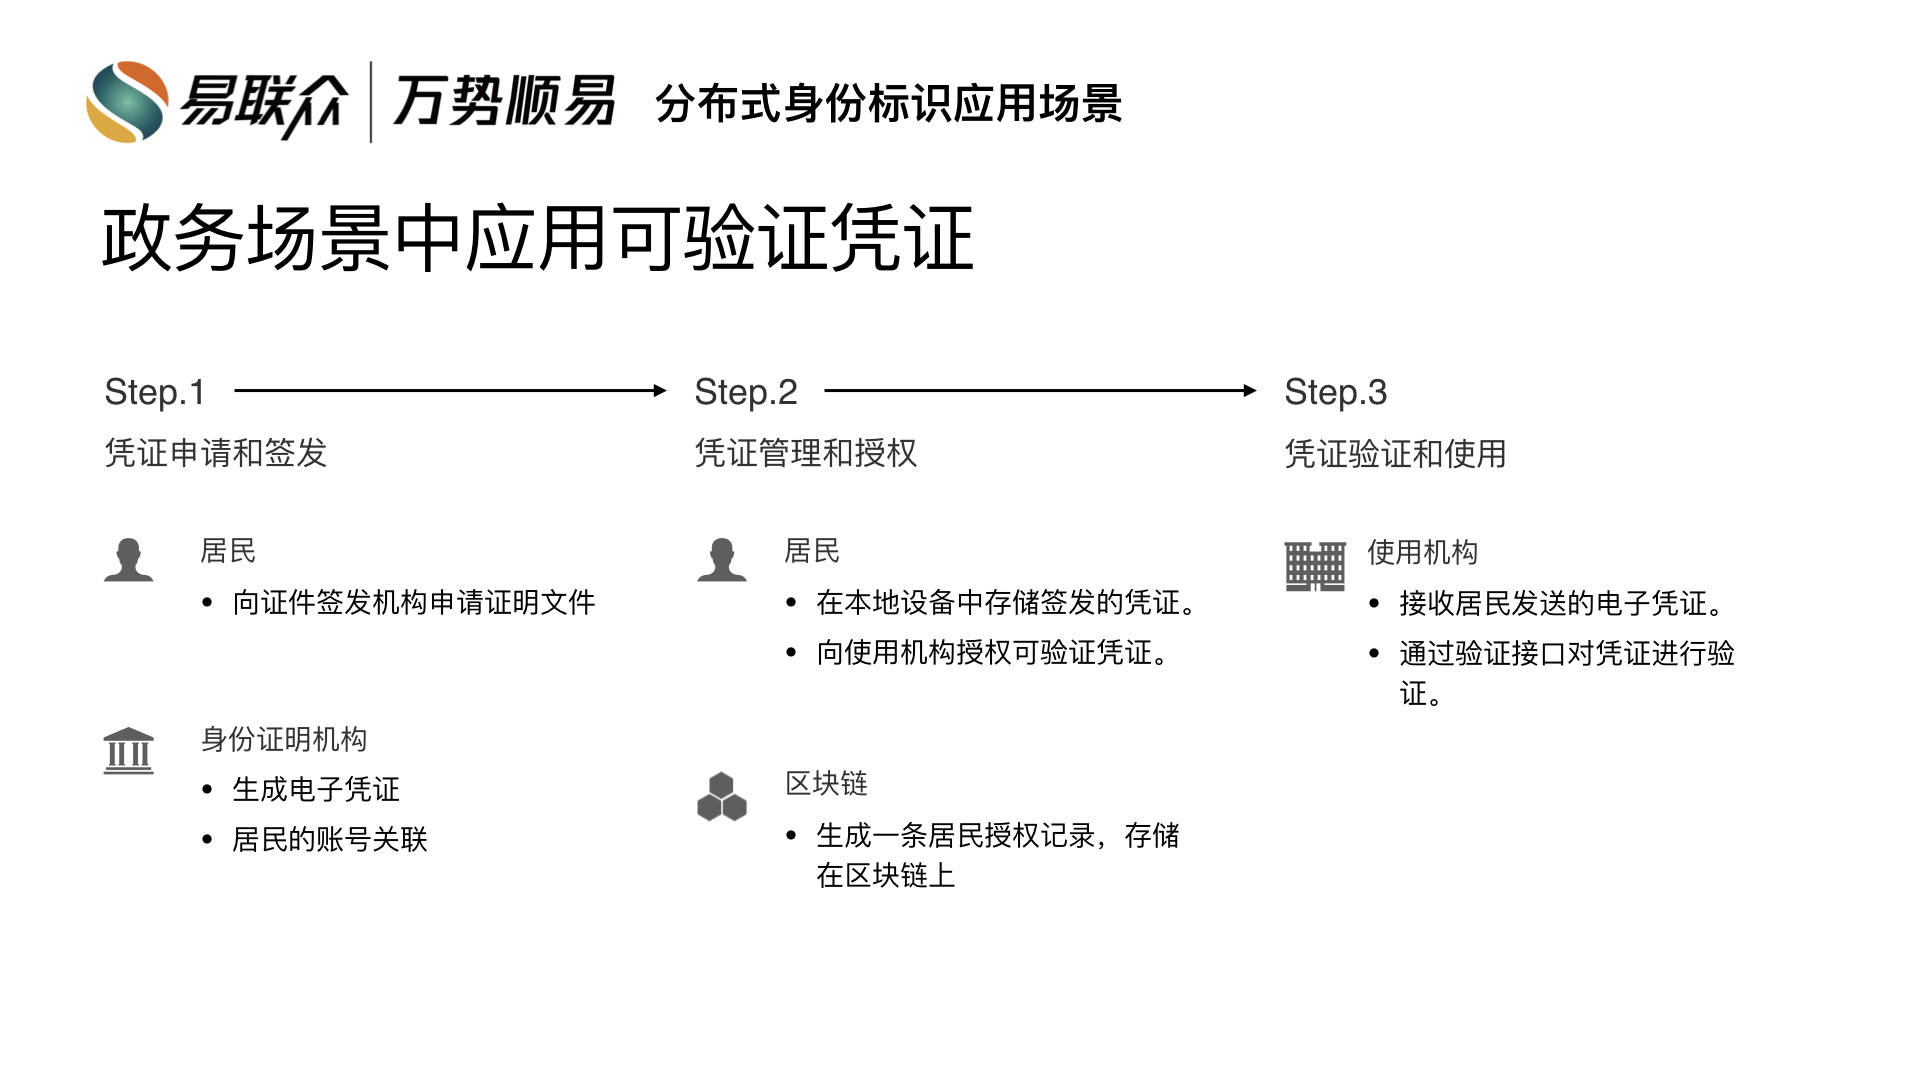 易联众 万势顺易 分布式身份标识应用场景
政务场景中应用可验证凭证
Step.1
凭证申请和签发
居民
• 向证件签发机构申请证明文件
身份证明机构
• 生成电子凭证
• 居民的账号关联
Step.2
凭证管理和授权
居民
• 在本地设备中存储签发的凭证。
• 向使用机构授权可验证凭证。
区块链
• 生成一条居民授权记录，存储
在区块链上
Step.3
凭证验证和使用
使用机构
• 接收居民发送的电子凭证。
• 通过验证接口对凭证进行验
证。